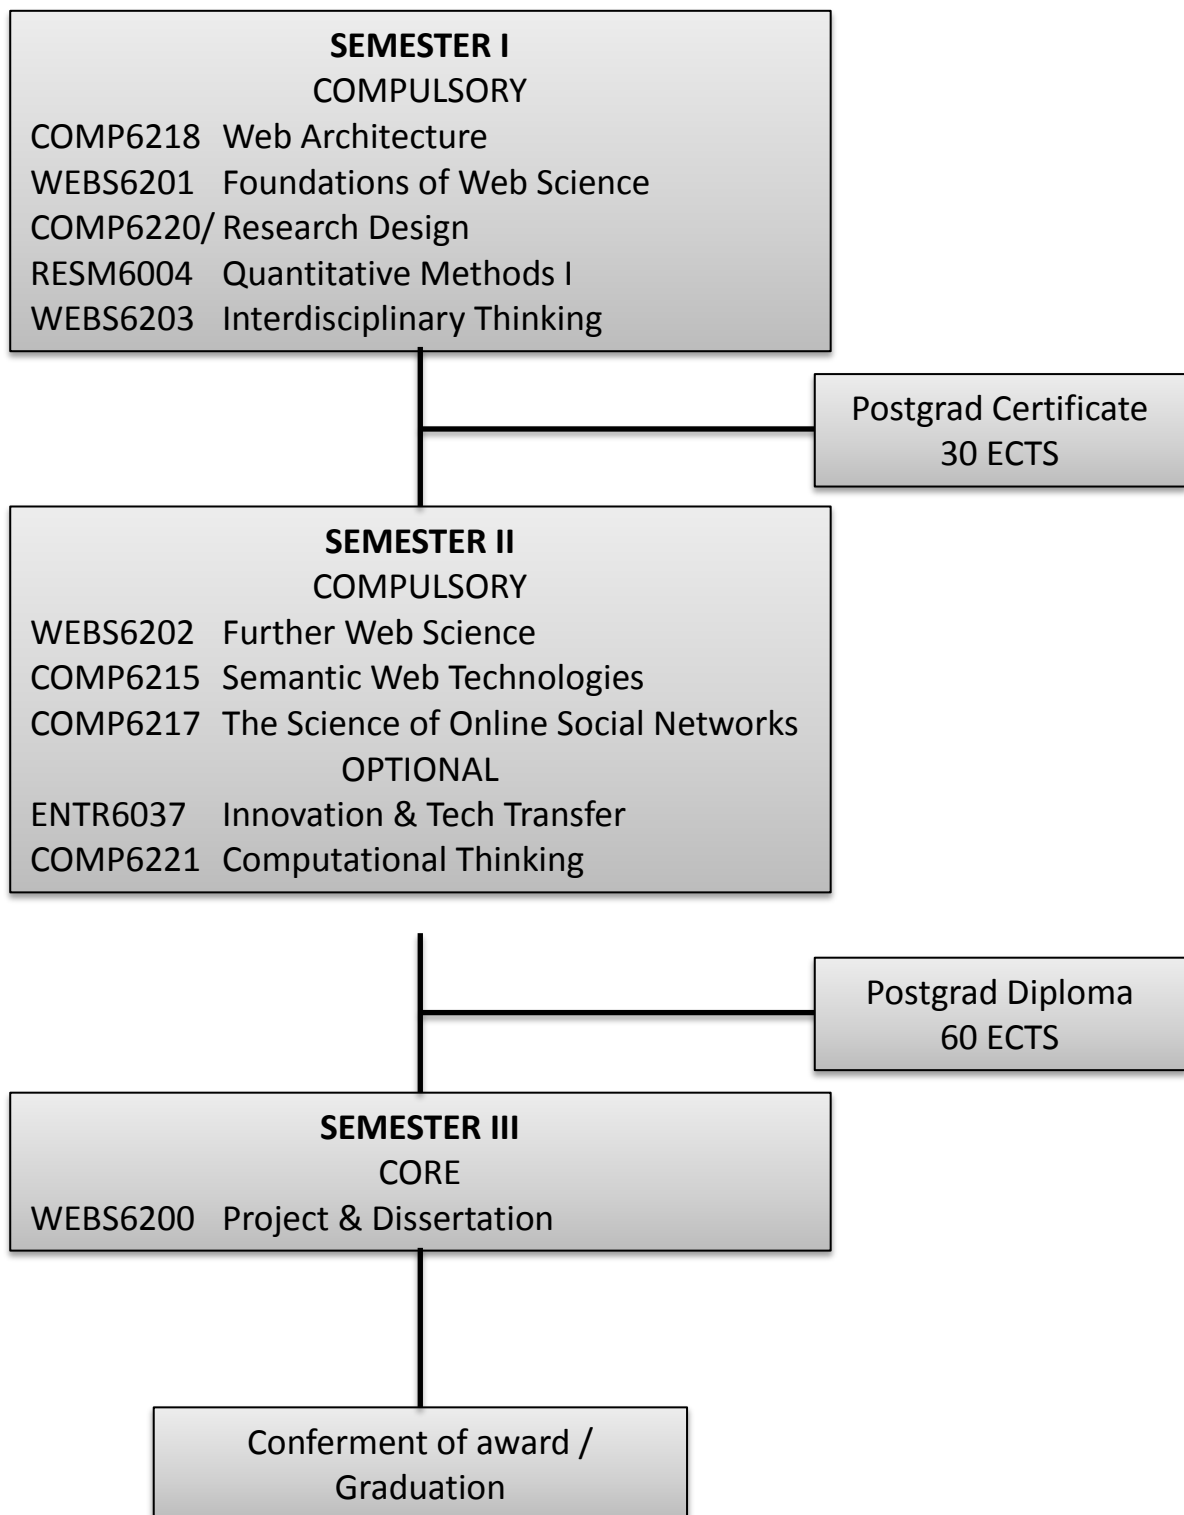 SEMESTER I
COMPULSORY
COMP6218 Web Architecture
WEBS6201 Foundations of Web Science
COMP6220/ Research Design
RESM6004 Quantitative Methods I
WEBS6203 Interdisciplinary Thinking
Postgrad Certificate
30 ECTS
SEMESTER II
COMPULSORY
WEBS6202 Further Web Science
COMP6215 Semantic Web Technologies
COMP6217 The Science of Online Social Networks
OPTIONAL
ENTR6037 Innovation & Tech Transfer
COMP6221 Computational Thinking
Postgrad Diploma
60 ECTS
SEMESTER III
CORE
WEBS6200 Project & Dissertation
Conferment of award /
Graduation